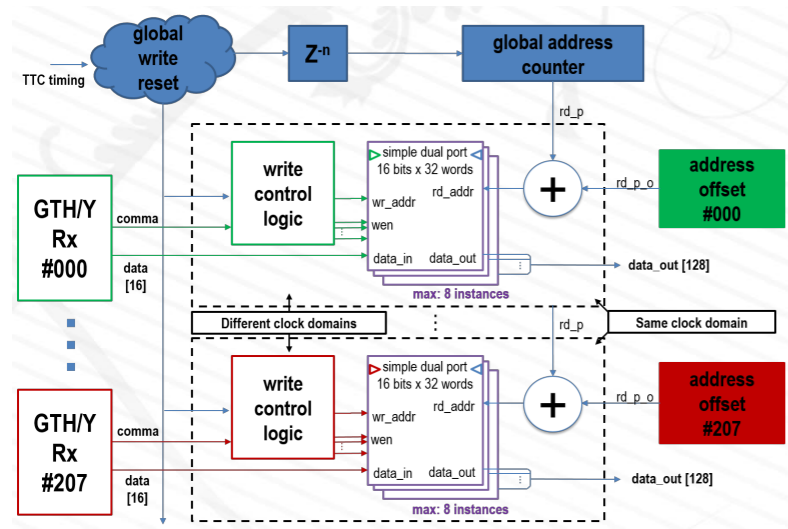 global
write
reset
TTC timing
Z-n
global address
counter
rd_p
GTH/Y
Rx
#000
comma
data
[16]
write
control
logic
simple dual port
16 bits x 32 words
rd_addr
wr_addr
wen
data_in
data_out
max: 8 instances
+
rd_p_o
address
offset
#000
data_out [128]
Different clock domains
rd_p
Same clock domain
GTH/Y
Rx
#207
comma
data
[16]
write
control
logic
simple dual port
16 bits x 32 words
rd_addr
wr_addr
wen
data_in
data_out
max: 8 instances
+
rd_p_o
address
offset
#207
data_out [128]